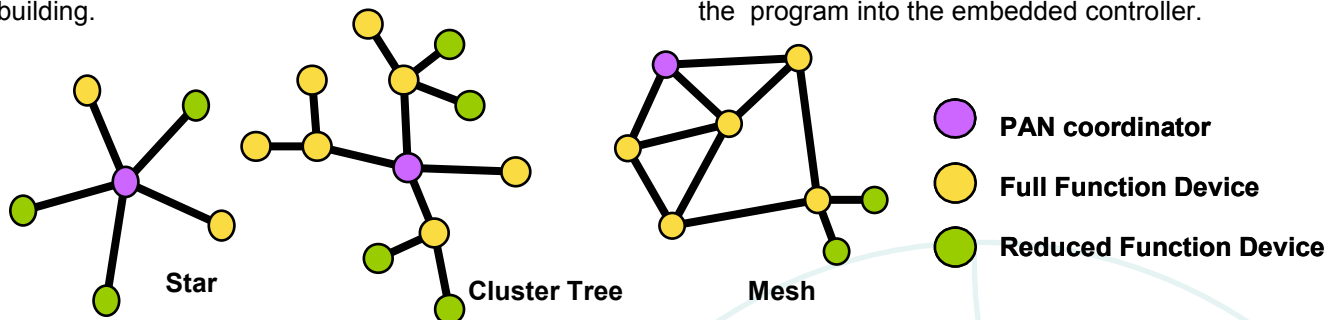 building.
the program into the embedded controller.
PAN coordinator
Full Function Device
Reduced Function Device
Star
Cluster Tree
Mesh